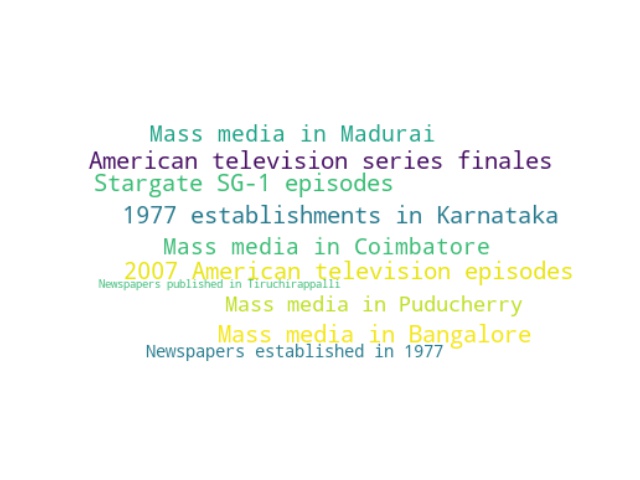 Mass media in Madurai
American television series finales
Stargate SG-1 episodes
1977 establishments in Karnataka
Mass media in Coimbatore
2007 American television episodes
Newspapers published in Tiruchirappalli
Mass media in Puducherry
Mass media in Bangalore
Newspapers established in 1977